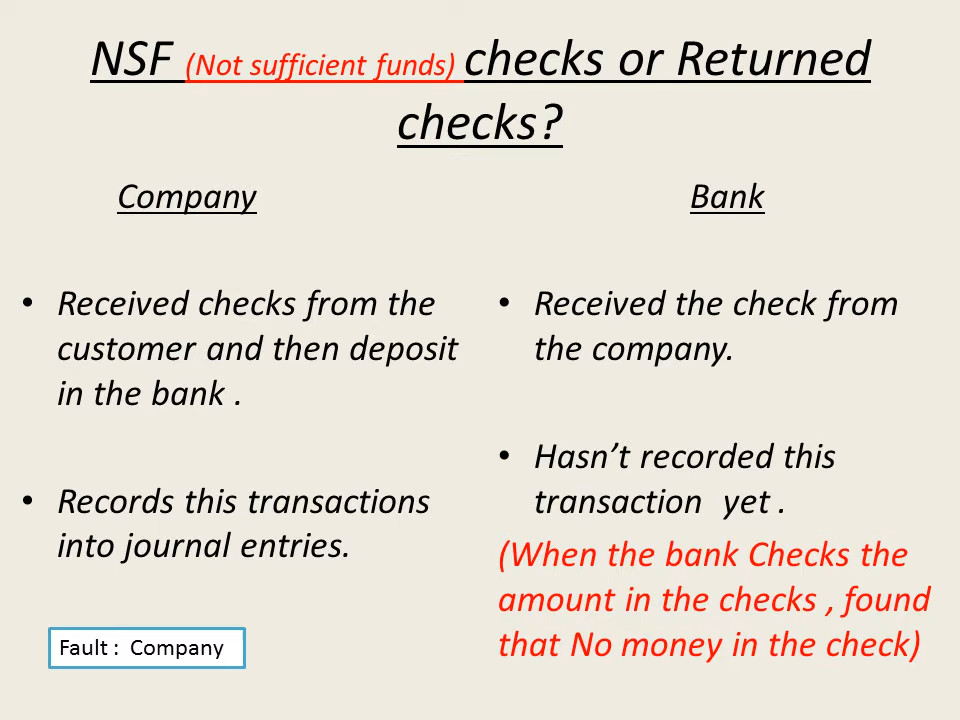 NSF (Not sufficient funds) checks or Returned
checks?
Company
• Received checks from the
customer and then deposit
in the bank .
• Records this transactions
into journal entries.
Fault : Company
Bank
• Received the check from
the company.
• Hasn’t recorded this
transaction yet .
(When the bank Checks the
amount in the checks , found
that No money in the check)